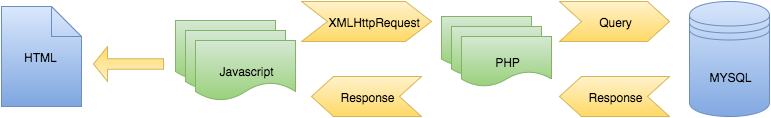 HTML
Javascript
XMLHttpRequest
Response
PHP
Query
Response
MYSQL